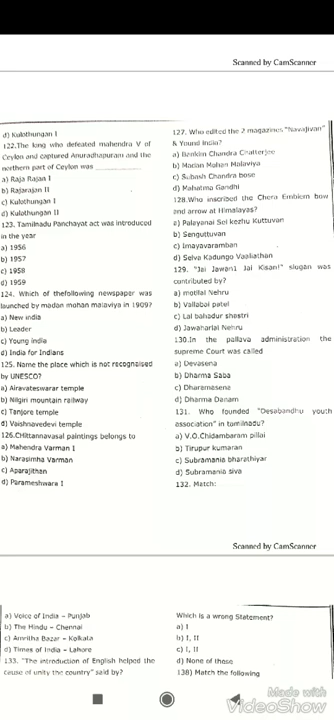 Scanned by CamScanner
d) Kulothungan I
122.The king who defeated mahendra V of
Ceylon and captured Anuradhapuram and the
northern part of Ceylon was ________
a) Raja Rajan I
b) Rajarajan II
c) Kulothungan I
d) Kulothungan II
123. Tamilnadu Panchayat act was introduced
in the year
a) 1956
b) 1957
c) 1958
d) 1959
124. Which of thefollowing newspaper was
launched by madan mohan malaviya in 1909?
a) New india
b) Leader
c) Young india
d) India for Indians
125. Name the place which is not recognaised
by UNESCO?
a) Airavateswarar temple
b) Nilgiri mountain railway
c) Tanjore temple
d) Vaishnavedevi temple
126.Chittannavasal paintings belongs to
a) Mahendra Varman I
b) Narasimha Varman
c) Aparajithan
d) Parameshwara I
127. Who edited the 2 magazines "Navajivan"
& Yound India?
a) Bankim Chandra Chatterjee
b) Madan Mohan Malaviya
c) Subash Chandra bose
d) Mahatma Gandhi
128.Who inscribed the Chera Emblem bow
and arrow at Himalayas?
a) Palayanai Sel kezhu Kuttuvan
b) Senguttuvan
c) Imayavaramban
d) Selva Kadungo Vaaliathan
129. "Jai Jawan! Jai Kisan!" slogan was
contributed by?
a) motilal Nehru
b) Vallabai patel
c) Lal bahadur shastri
d) Jawaharlal Nehru
130.In the pallava administration the
supreme Court was called
a) Devasena
b) Dharma Saba
c) Dharamasena
d) Dharma Danam
131. Who founded "Desabandhu youth
association" in tamilnadu?
a) V.O.Chidambaram pillai
b) Tirupur kumaran
c) Subramania bharathiyar
d) Subramania siva
132. Match:
Scanned by CamScanner
a) Voice of India – Punjab
b) The Hindu – Chennai
c) Amritha Bazar – Kolkata
d) Times of India – Lahore
133. "The introduction of English helped the
cause of unity the country" said by?
Which is a wrong Statement?
a) I
b) I, II
c) I, II
d) None of these
138) Match the following
Made with
VideoShow